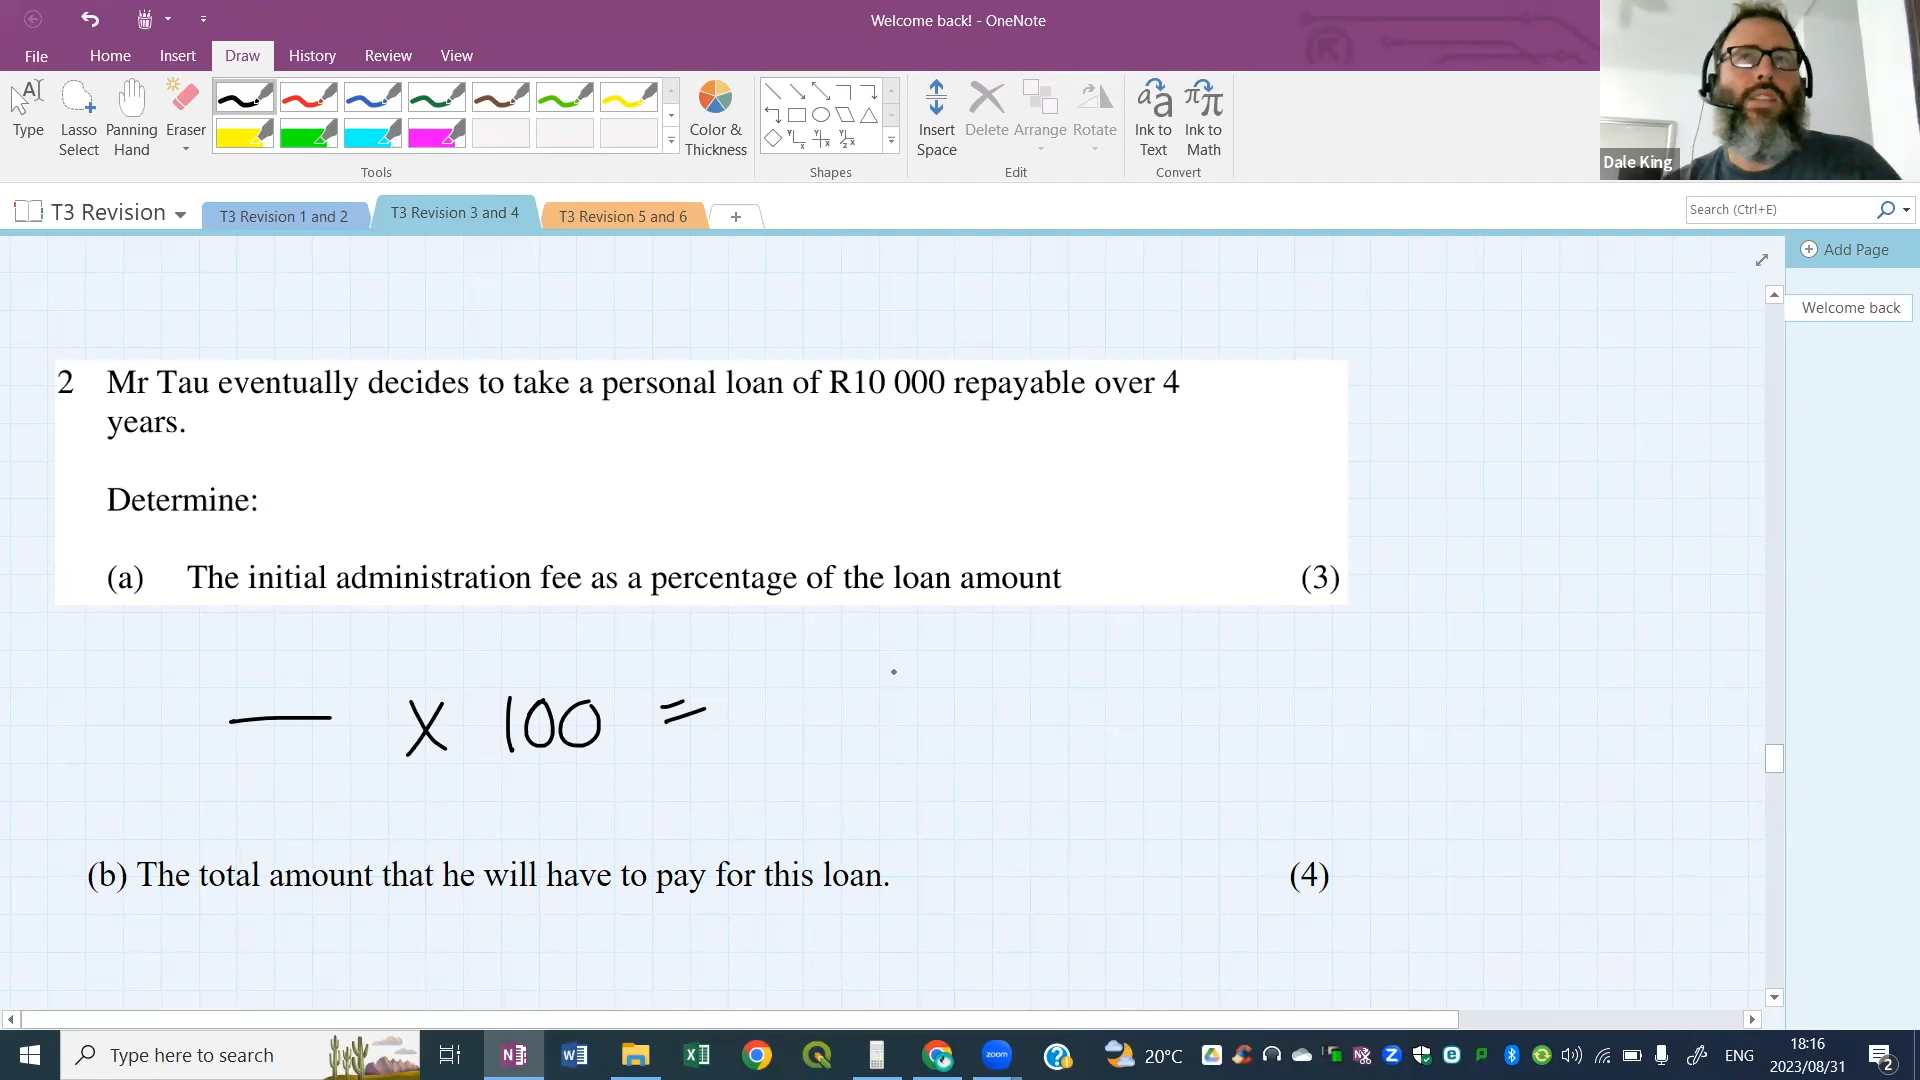 Welcome back! - OneNote
File
Home
Insert
Draw
History
Review
View
Type
Lasso
Select
Panning
Hand
Eraser
Color &
Thickness
Insert
Space
Delete
Arrange
Rotate
Ink to
Text
Ink to
Math
Tools
Shapes
Edit
Convert
Dale King
T3 Revision
T3 Revision 1 and 2
T3 Revision 3 and 4
T3 Revision 5 and 6
Search (Ctrl+E)
Add Page
Welcome back
2 Mr Tau eventually decides to take a personal loan of R10 000 repayable over 4
years.
Determine:
(a) The initial administration fee as a percentage of the loan amount (3)
— X 100 =
(b) The total amount that he will have to pay for this loan. (4)
Type here to search
zoom
20°C
ENG
18:16
2023/08/31
2